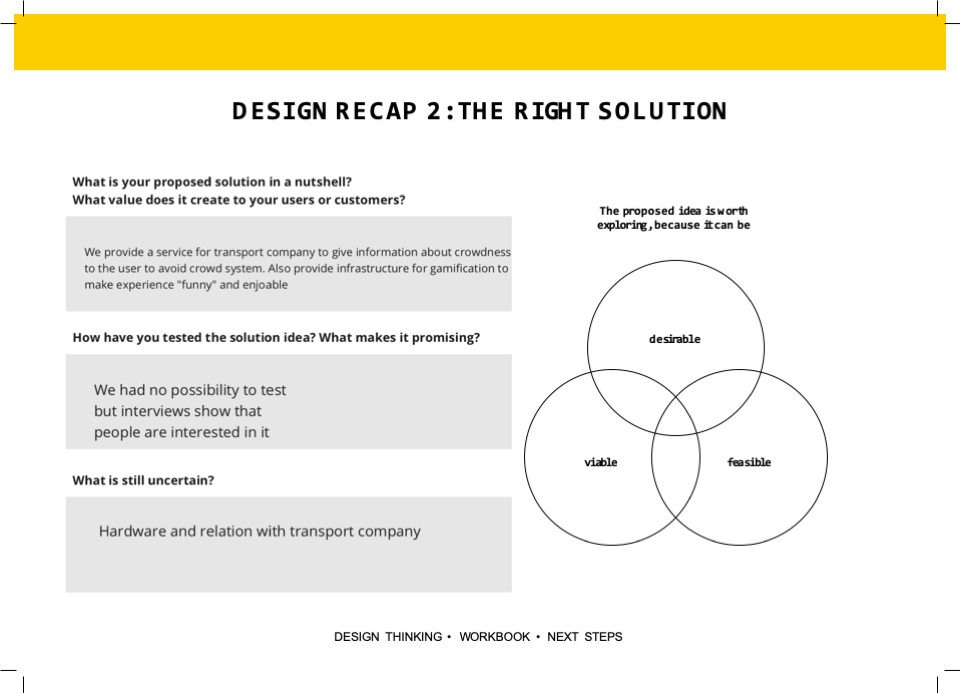 DESIGN RECAP 2:THE RIGHT SOLUTION
What is your proposed solution in a nutshell?
What value does it create to your users or customers?
We provide a service for transport company to give information about crowdness
to the user to avoid crowd system. Also provide infrastructure for gamification to
make experience "funny" and enjoable
How have you tested the solution idea? What makes it promising?
We had no possibility to test
but interviews show that
people are interested in it
What is still uncertain?
Hardware and relation with transport company
The proposed idea is worth
exploring, because it can be
desirable
viable
feasible
DESIGN THINKING • WORKBOOK • NEXT STEPS